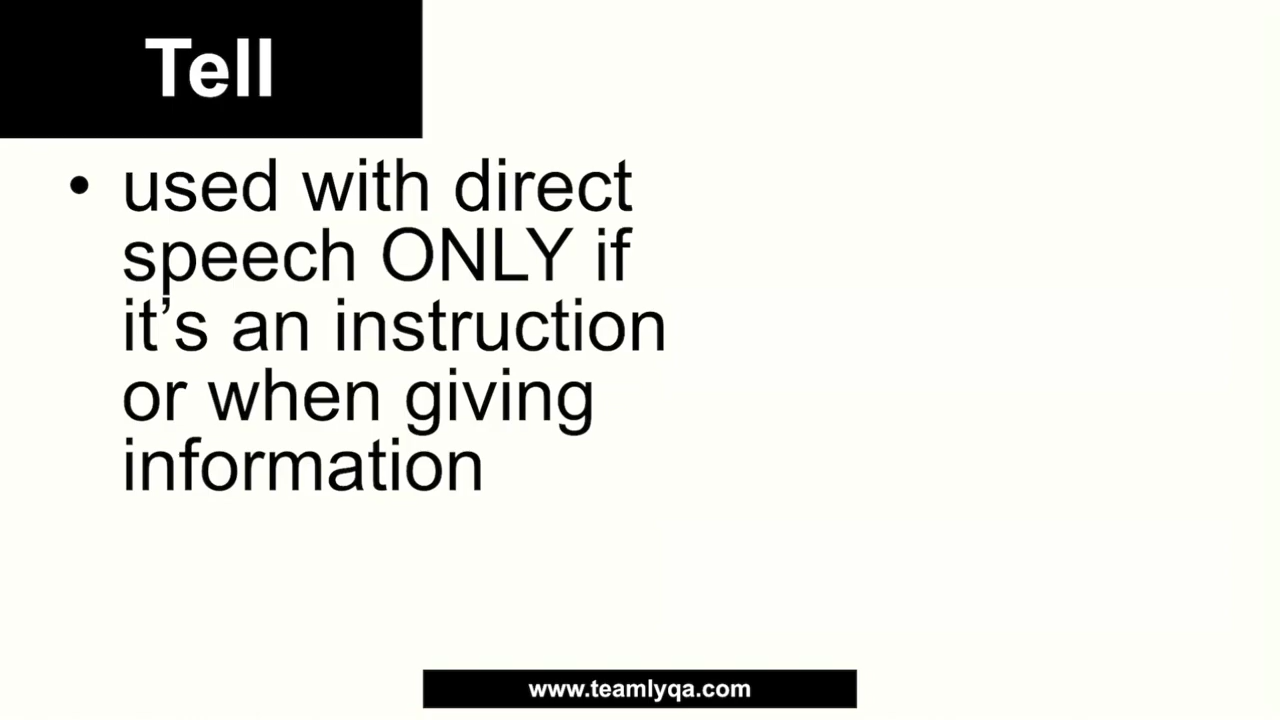 Tell
• used with direct
speech ONLY if
it’s an instruction
or when giving
information
www.teamlyqa.com